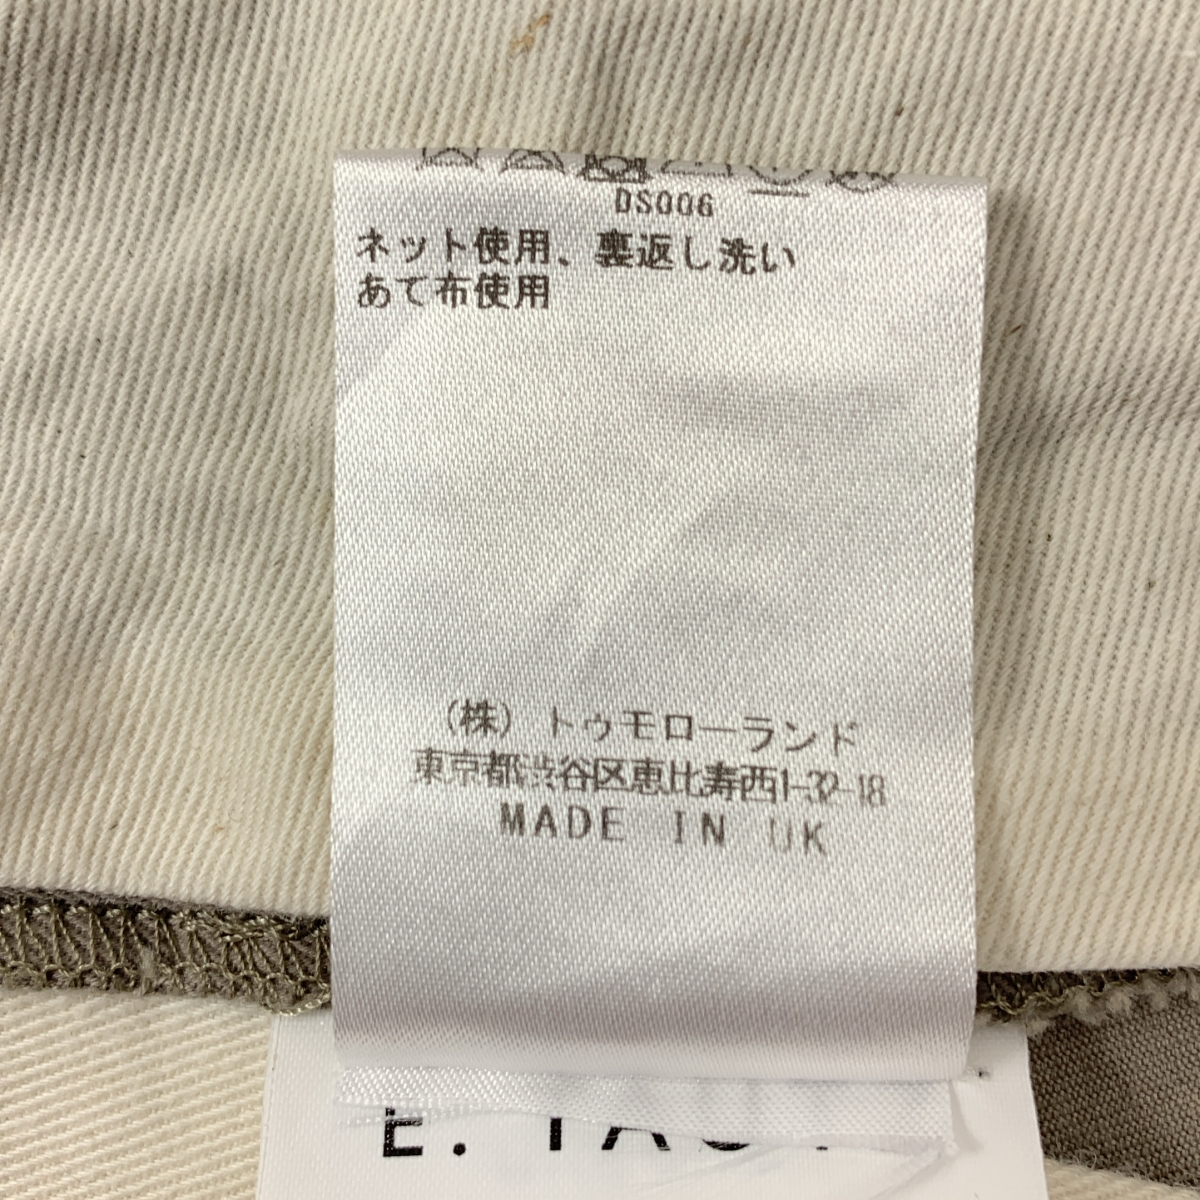 DS006
ネット使用、裏返し洗い
あて布使用
(株) トゥモローランド
東京都渋谷区恵比寿西1-32-18
MADE IN UK
E.